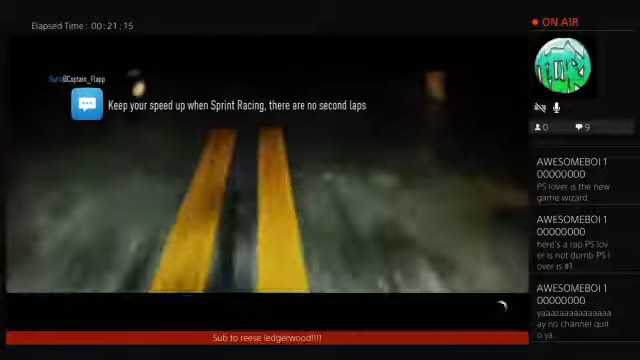 Elapsed Time : 00:21:15
ON AIR
@Captain_Flapp
Keep your speed up when Sprint Racing, there are no second laps
0
9
AWESOMEBOI 1
00000000
PS lover is the new
game wizard.
AWESOMEBOI 1
00000000
here's a rap PS lov
er is not dumb PS l
over is #1
AWESOMEBOI 1
00000000
yaaazaaaaaaaaaa
ay no channel quit
o ya.
Sub to reese ledgerwood!!!!